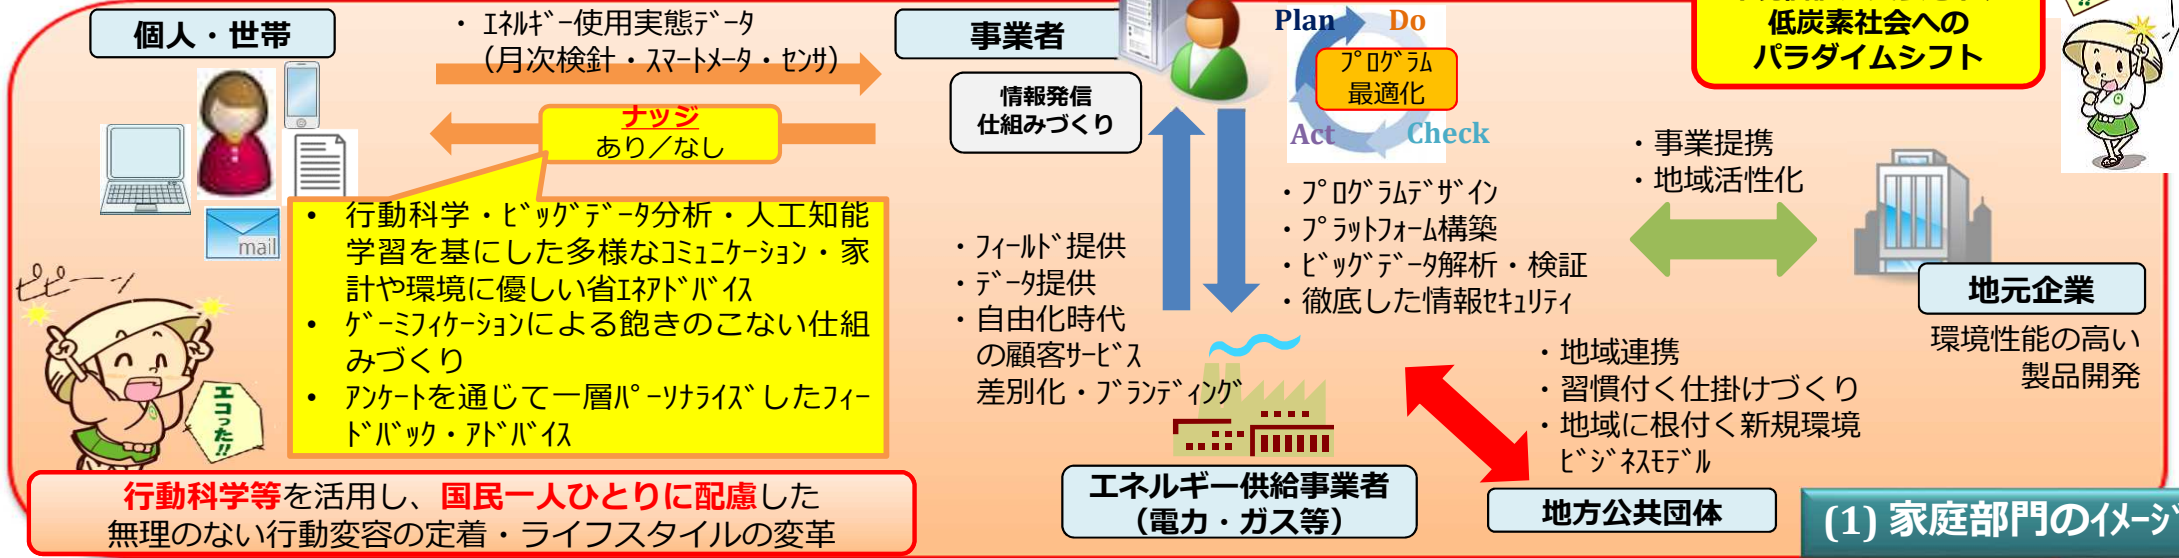 個人・世帯
・ ｴﾈﾙｷﾞｰ使用実態ﾃﾞｰﾀ
（月次検針・ｽﾏｰﾄﾒｰﾀ・ｾﾝｻ）
ナッジ
あり／なし
mail
• 行動科学・ﾋﾞｯｸﾞﾃﾞｰﾀ分析・人工知能
学習を基にした多様なｺﾐｭﾆｹｰｼｮﾝ・家
計や環境に優しい省ｴﾈｱﾄﾞﾊﾞｲｽ
• ｹﾞｰﾐﾌｨｹｰｼｮﾝによる飽きのこない仕組
みづくり
• ｱﾝｹｰﾄを通じて一層ﾊﾟｰｿﾅﾗｲｽﾞしたﾌｨｰ
ﾄﾞﾊﾞｯｸ・ｱﾄﾞﾊﾞｲｽ
ピピーッ
エコった!!
行動科学等を活用し、国民一人ひとりに配慮した
無理のない行動変容の定着・ライフスタイルの変革
事業者
情報発信
仕組みづくり
Plan
Do
ﾌﾟﾛｸﾞﾗﾑ
最適化
Act
Check
・ﾌﾟﾛｸﾞﾗﾑﾃﾞｻﾞｲﾝ
・ﾌﾟﾗｯﾄﾌｫｰﾑ構築
・ﾋﾞｯｸﾞﾃﾞｰﾀ解析・検証
・徹底した情報ｾｷｭﾘﾃｨ
・ﾌｨｰﾙﾄﾞ提供
・ﾃﾞｰﾀ提供
・自由化時代
の顧客ｻｰﾋﾞｽ
差別化・ﾌﾞﾗﾝﾃﾞｨﾝｸﾞ
エネルギー供給事業者
（電力・ガス等）
低炭素社会への
パラダイムシフト
・事業提携
・地域活性化
地元企業
環境性能の高い
製品開発
・地域連携
・習慣付く仕掛けづくり
・地域に根付く新規環境
ﾋﾞｼﾞﾈｽﾓﾃﾞﾙ
地方公共団体
(1) 家庭部門のｲﾒｰｼﾞ